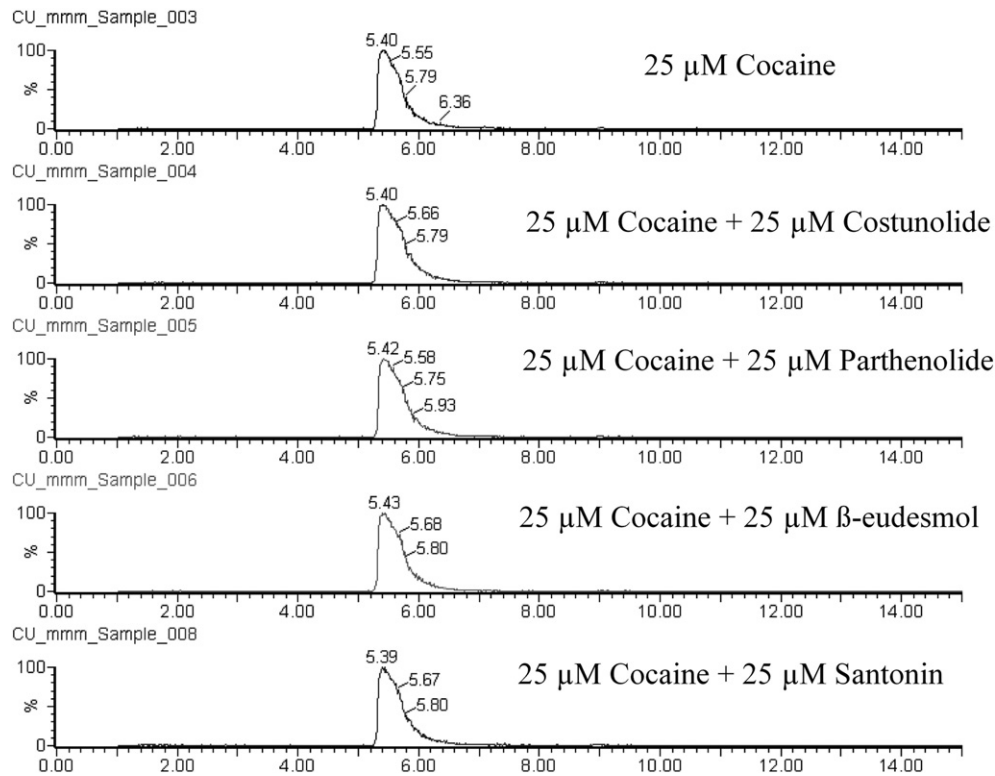 CU_mmm_Sample_003
100
%
0
5.40
5.55
5.79
6.36
25 µM Cocaine
0.00 2.00 4.00 6.00 8.00 10.00 12.00 14.00
CU_mmm_Sample_004
100
%
0
5.40
5.66
5.79
25 µM Cocaine + 25 µM Costunolide
0.00 2.00 4.00 6.00 8.00 10.00 12.00 14.00
CU_mmm_Sample_005
100
%
0
5.42
5.58
5.75
5.93
25 µM Cocaine + 25 µM Parthenolide
0.00 2.00 4.00 6.00 8.00 10.00 12.00 14.00
CU_mmm_Sample_006
100
%
0
5.43
5.68
5.80
25 µM Cocaine + 25 µM ß-eudesmol
0.00 2.00 4.00 6.00 8.00 10.00 12.00 14.00
CU_mmm_Sample_008
100
%
0
5.39
5.67
5.80
25 µM Cocaine + 25 µM Santonin
0.00 2.00 4.00 6.00 8.00 10.00 12.00 14.00